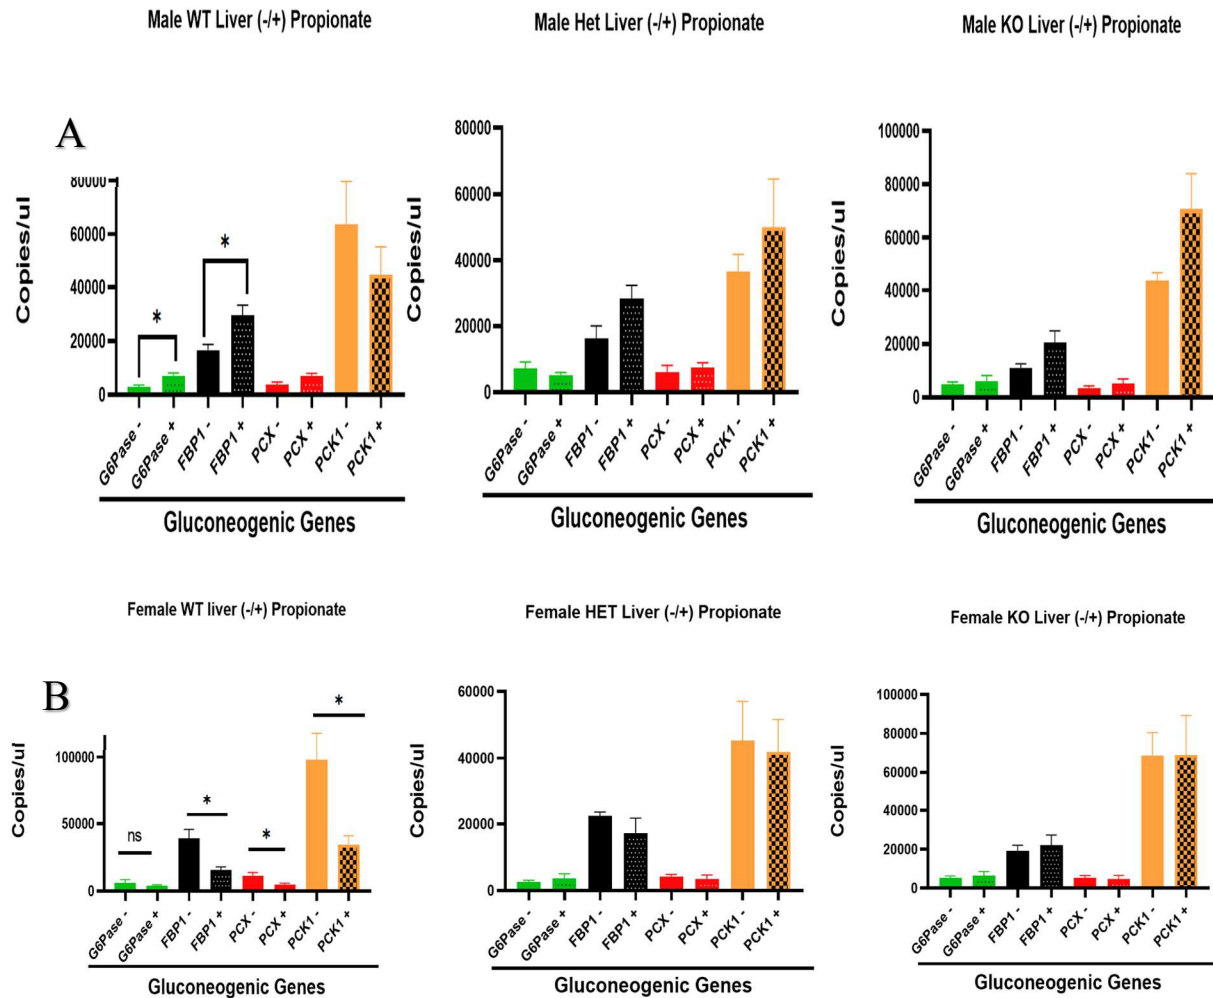 Male WT Liver (-/+) Propionate
Male Het Liver (-/+) Propionate
Male KO Liver (-/+) Propionate
A
Copies/ul
80000
60000
40000
20000
0
*
*
G6Pase -
G6Pase +
FBP1 -
FBP1 +
PCX -
PCX +
PCK1 -
PCK1 +
Gluconeogenic Genes
Copies/ul
80000
60000
40000
20000
0
G6Pase -
G6Pase +
FBP1 -
FBP1 +
PCX -
PCX +
PCK1 -
PCK1 +
Gluconeogenic Genes
Copies/ul
100000
80000
60000
40000
20000
0
G6Pase -
G6Pase +
FBP1 -
FBP1 +
PCX -
PCX +
PCK1 -
PCK1 +
Gluconeogenic Genes
Female WT liver (-/+) Propionate
Female HET Liver (-/+) Propionate
Female KO Liver (-/+) Propionate
B
Copies/ul
100000
50000
0
ns
*
*
*
G6Pase -
G6Pase +
FBP1 -
FBP1 +
PCX -
PCX +
PCK1 -
PCK1 +
Gluconeogenic Genes
Copies/ul
60000
40000
20000
0
G6Pase -
G6Pase +
FBP1 -
FBP1 +
PCX -
PCX +
PCK1 -
PCK1 +
Gluconeogenic Genes
Copies/ul
100000
80000
60000
40000
20000
0
G6Pase -
G6Pase +
FBP1 -
FBP1 +
PCX -
PCX +
PCK1 -
PCK1 +
Gluconeogenic Genes